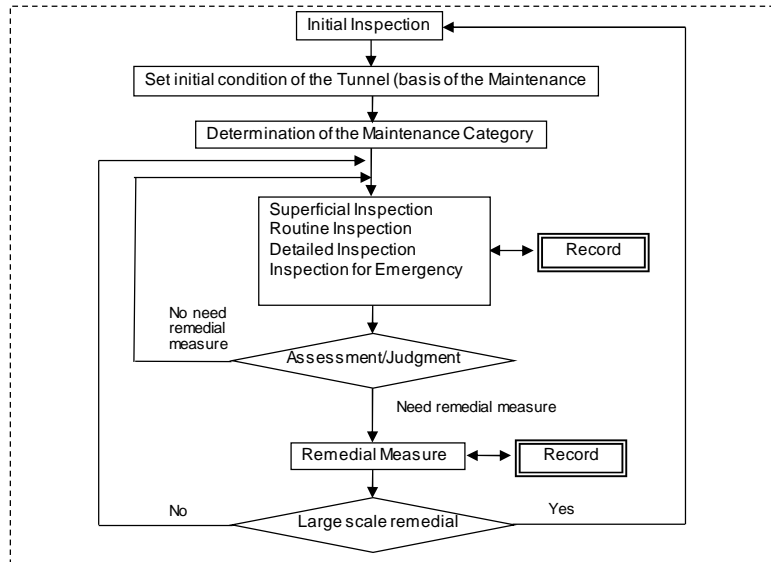 Initial Inspection
Set initial condition of the Tunnel (basis of the Maintenance
Determination of the Maintenance Category
Superficial Inspection
Routine Inspection
Detailed Inspection
Inspection for Emergency
Record
No need
remedial
measure
Assessment/Judgment
Need remedial measure
Remedial Measure
Record
No
Large scale remedial
Yes